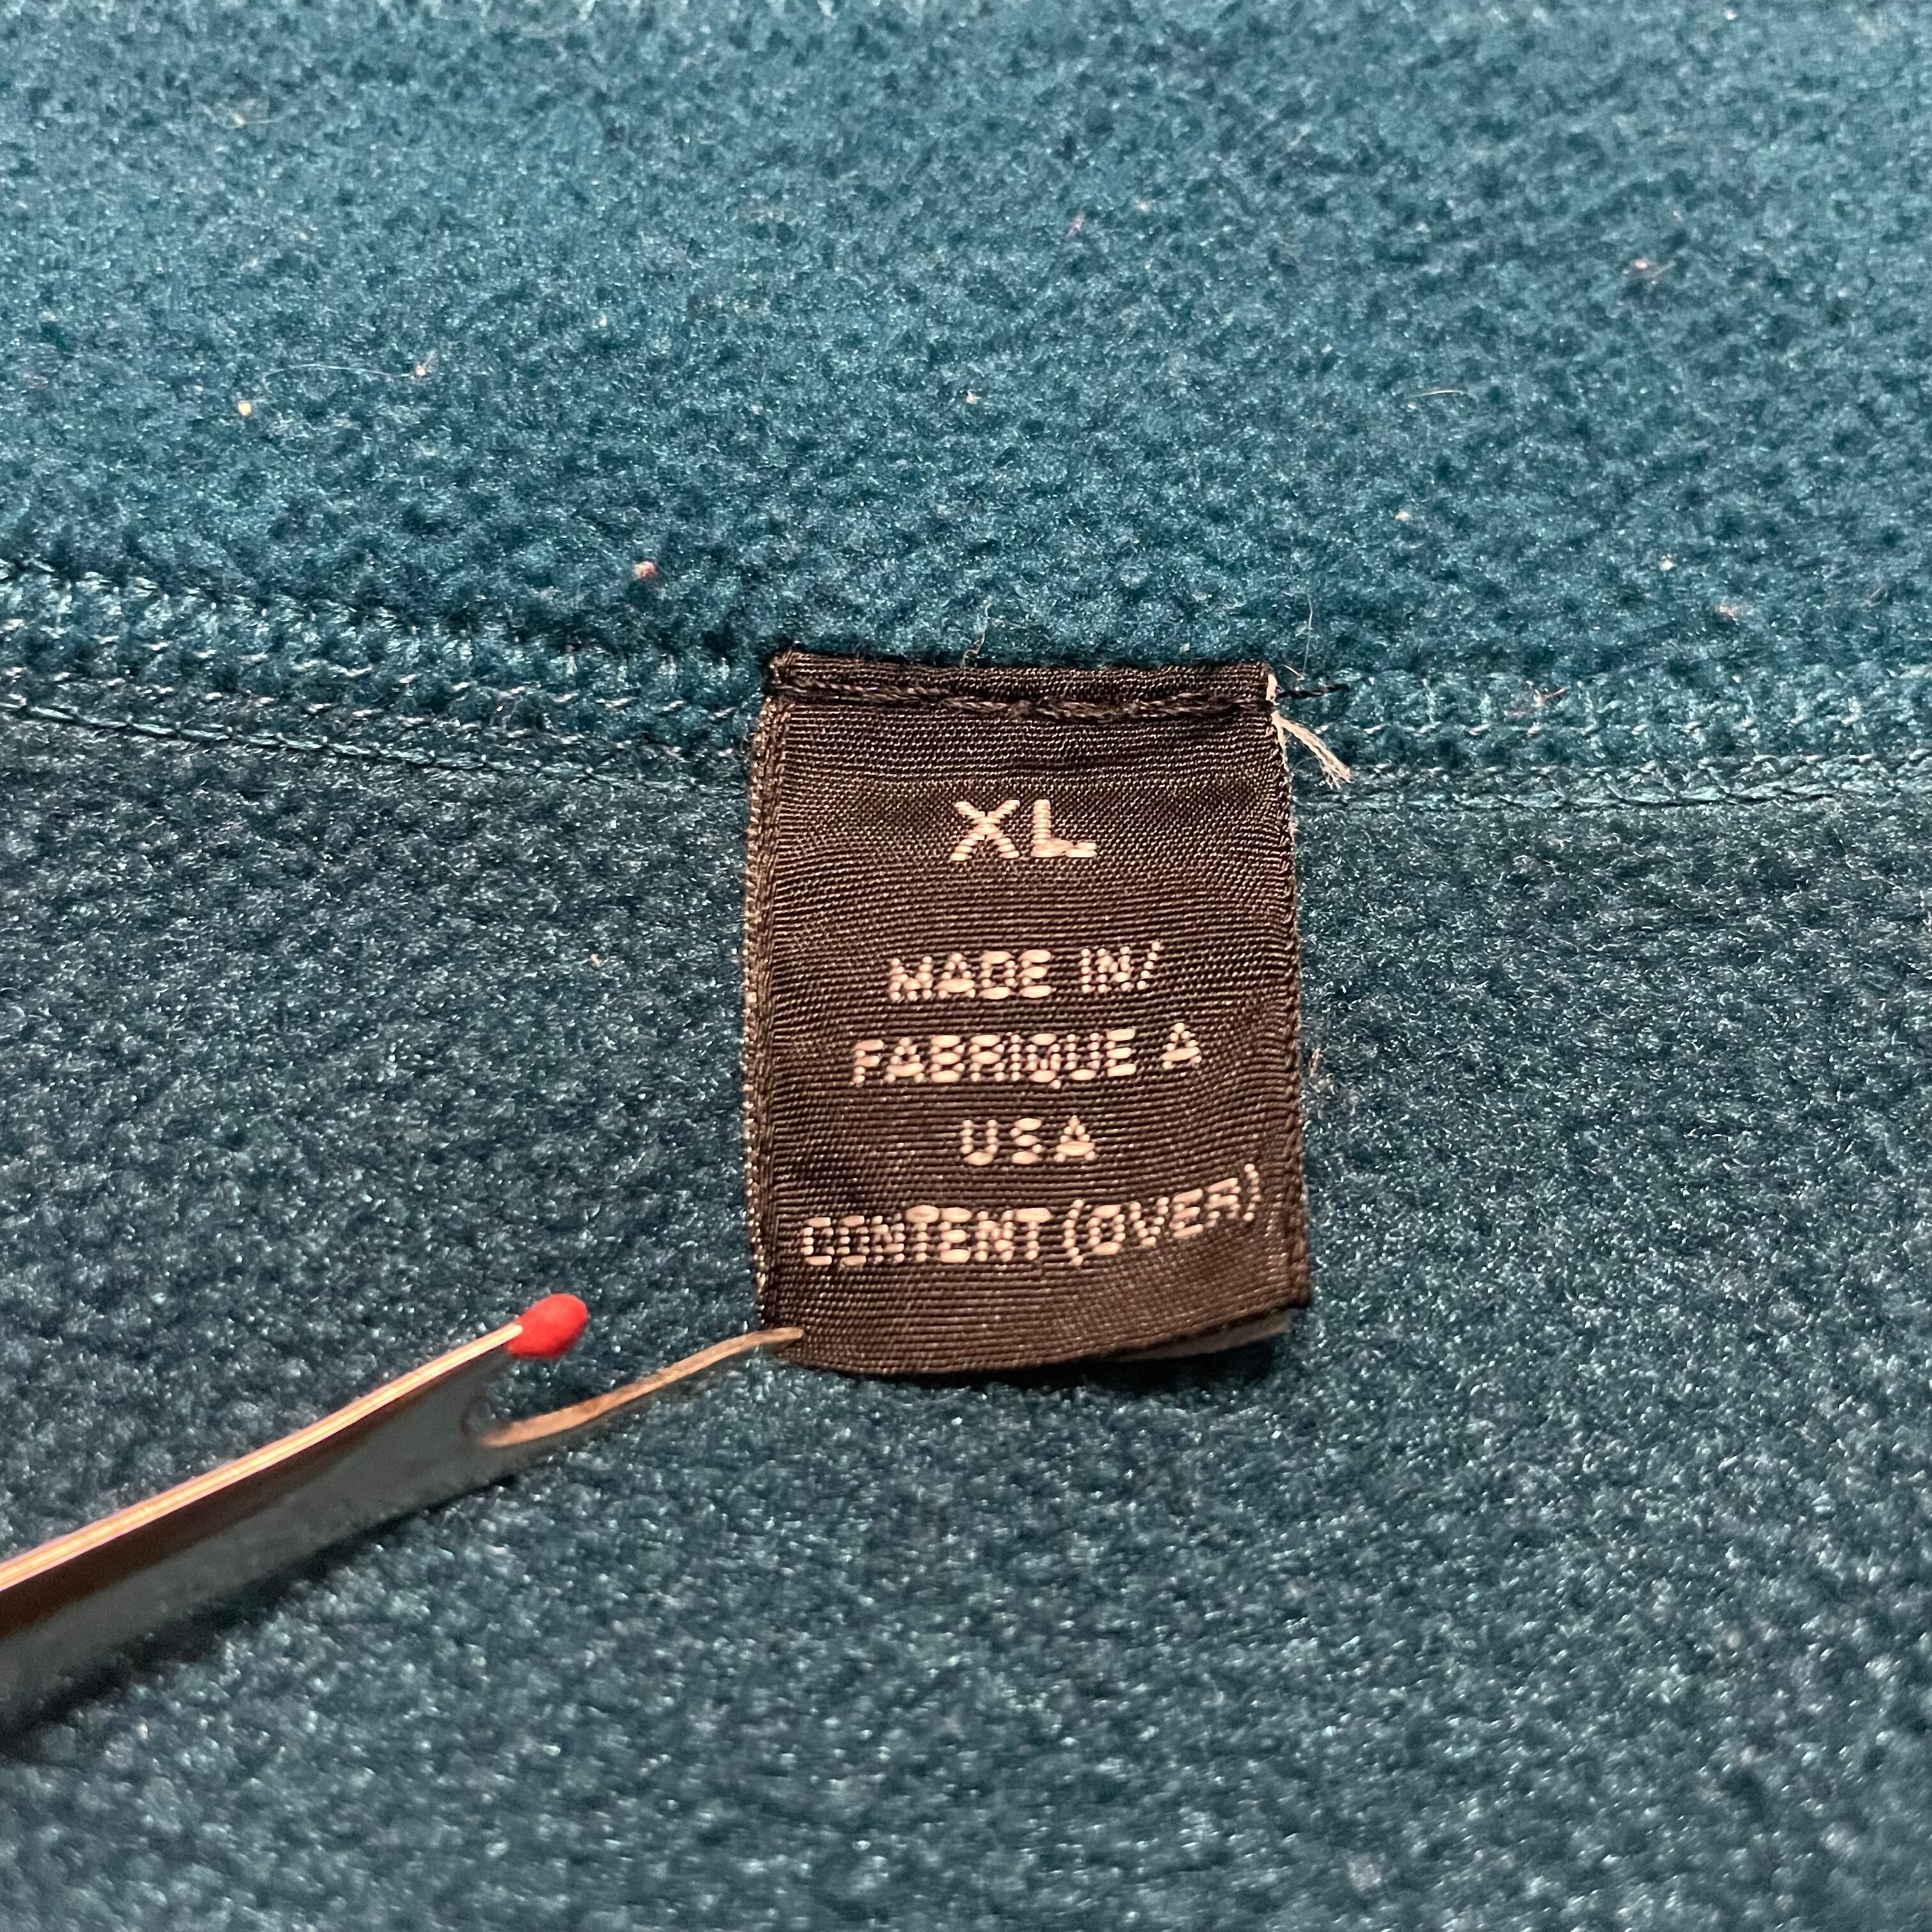 XL
MADE IN/
FABRIQUE A
USA
CONTENT (OVER)